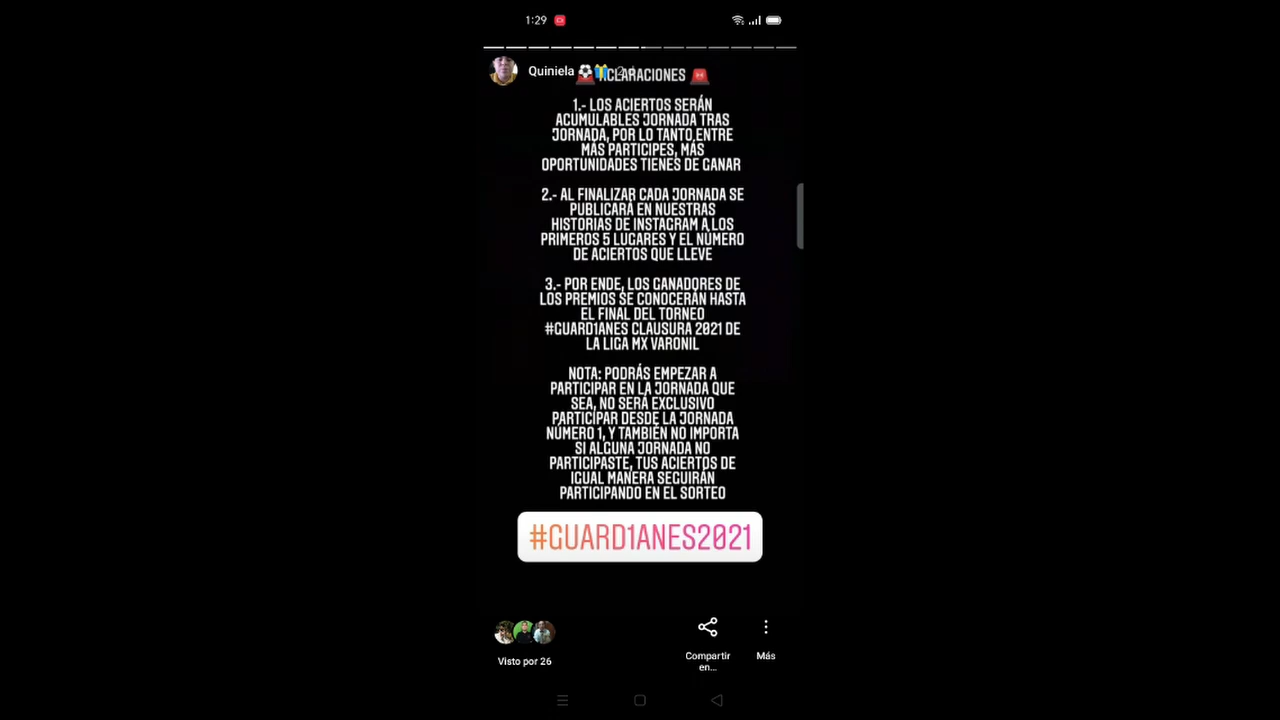 1:29
Quiniela ⚽
ACLARACIONES
1.- LOS ACIERTOS SERÁN
ACUMULABLES JORNADA TRAS
JORNADA, POR LO TANTO,ENTRE
MÁS PARTICIPES, MÁS
OPORTUNIDADES TIENES DE GANAR
2.- AL FINALIZAR CADA JORNADA SE
PUBLICARÁ EN NUESTRAS
HISTORIAS DE INSTAGRAM A LOS
PRIMEROS 5 LUGARES Y EL NÚMERO
DE ACIERTOS QUE LLEVE
3.- POR ENDE, LOS GANADORES DE
LOS PREMIOS SE CONOCERÁN HASTA
EL FINAL DEL TORNEO
#GUARD1ANES CLAUSURA 2021 DE
LA LIGA MX VARONIL
NOTA: PODRÁS EMPEZAR A
PARTICIPAR EN LA JORNADA QUE
SEA, NO SERÁ EXCLUSIVO
PARTICIPAR DESDE LA JORNADA
NÚMERO 1, Y TAMBIÉN NO IMPORTA
SI ALGUNA JORNADA NO
PARTICIPASTE, TUS ACIERTOS DE
IGUAL MANERA SEGUIRÁN
PARTICIPANDO EN EL SORTEO
#GUARD1ANES2021
Visto por 26
Compartir
en...
Más